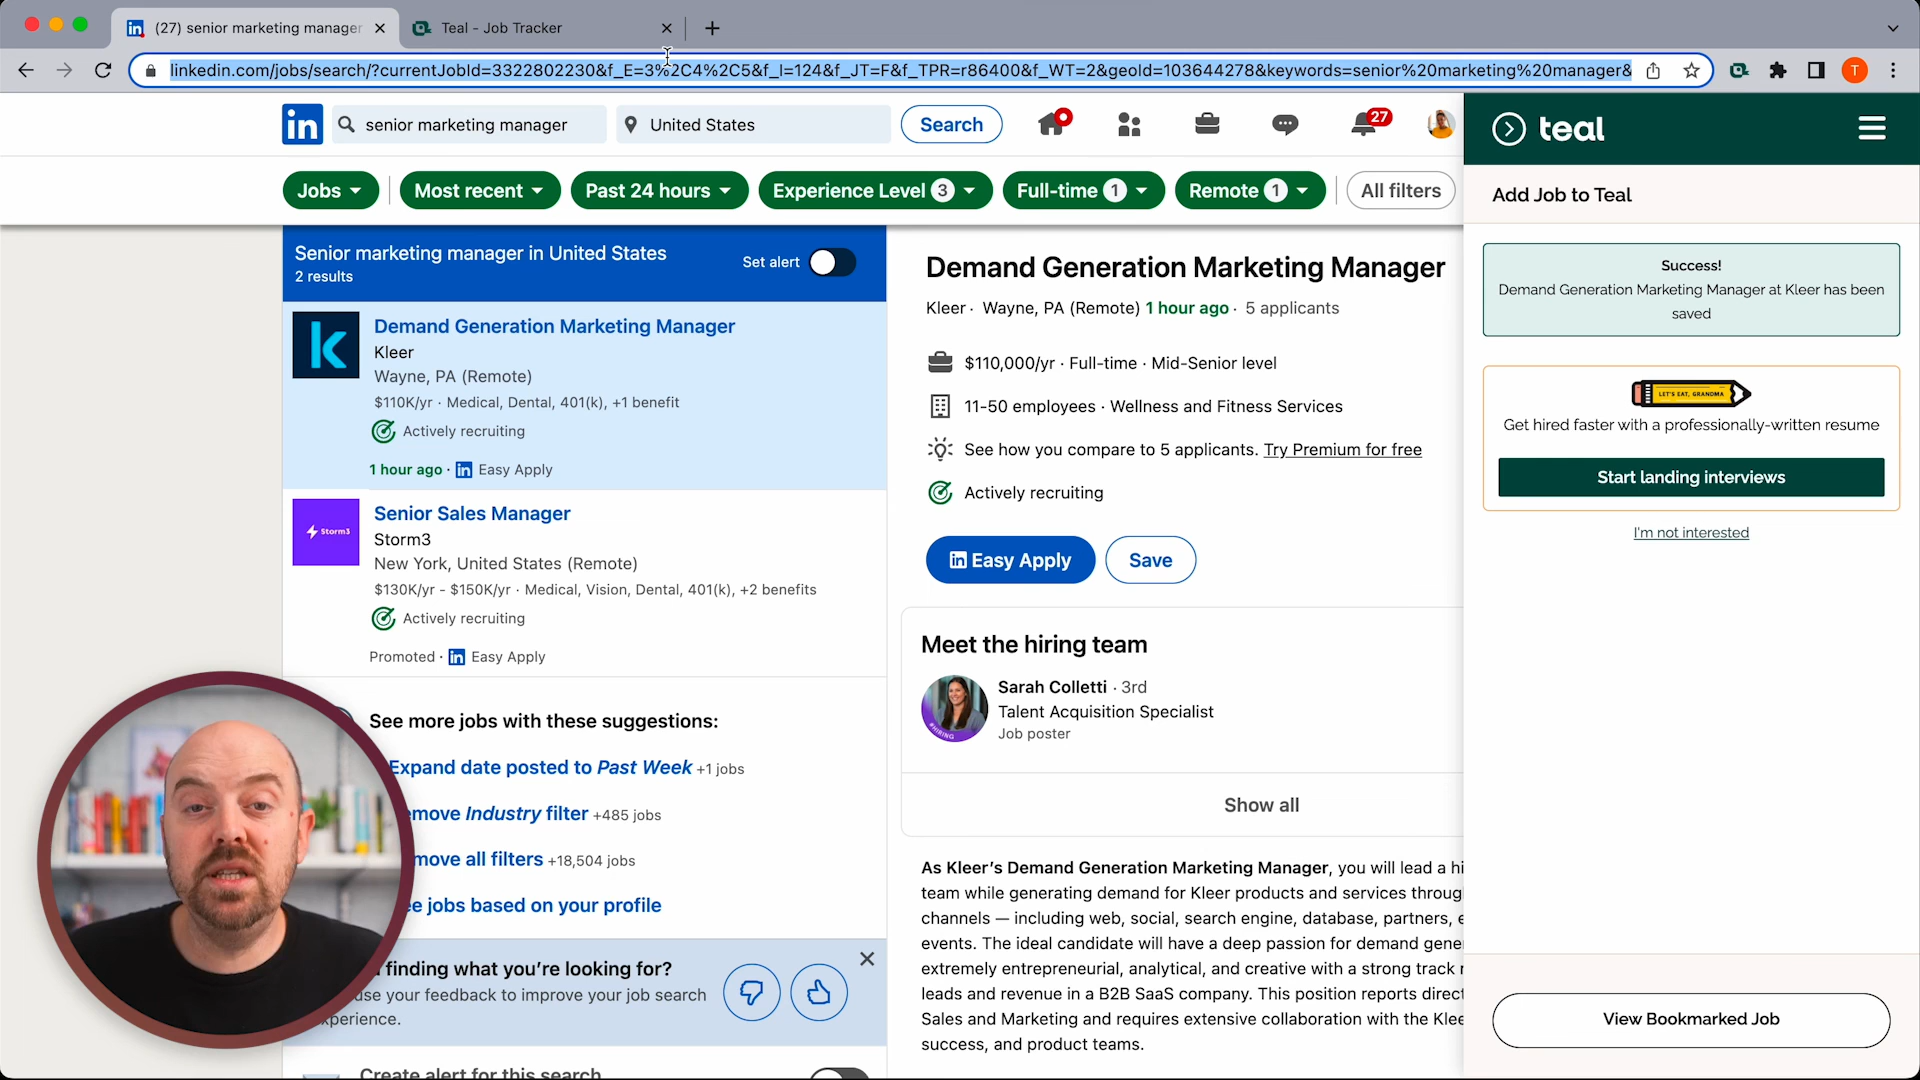 (27) senior marketing manager
Teal - Job Tracker
linkedin.com/jobs/search/?currentJobId=3322802230&f_E=3%2C4%2C5&f_I=124&f_JT=F&f_TPR=r86400&f_WT=2&geoId=103644278&keywords=senior%20marketing%20manager&
T
in
senior marketing manager
United States
Search
27
Jobs
Most recent
Past 24 hours
Experience Level 3
Full-time 1
Remote 1
All filters
Senior marketing manager in United States
2 results
Set alert
k
Demand Generation Marketing Manager
Kleer
Wayne, PA (Remote)
$110K/yr · Medical, Dental, 401(k), +1 benefit
Actively recruiting
1 hour ago · in Easy Apply
Storm3
Senior Sales Manager
Storm3
New York, United States (Remote)
$130K/yr - $150K/yr · Medical, Vision, Dental, 401(k), +2 benefits
Actively recruiting
Promoted · in Easy Apply
See more jobs with these suggestions:
Expand date posted to Past Week +1 jobs
move Industry filter +485 jobs
move all filters +18,504 jobs
e jobs based on your profile
finding what you're looking for?
use your feedback to improve your job search
xperience.
Create alert for this search
Demand Generation Marketing Manager
Kleer · Wayne, PA (Remote) 1 hour ago · 5 applicants
$110,000/yr · Full-time · Mid-Senior level
11-50 employees · Wellness and Fitness Services
See how you compare to 5 applicants. Try Premium for free
Actively recruiting
in Easy Apply
Save
Meet the hiring team
#HIRING
Sarah Colletti · 3rd
Talent Acquisition Specialist
Job poster
Show all
As Kleer's Demand Generation Marketing Manager, you will lead a hi
team while generating demand for Kleer products and services throug
channels — including web, social, search engine, database, partners, e
events. The ideal candidate will have a deep passion for demand gene
extremely entrepreneurial, analytical, and creative with a strong track r
leads and revenue in a B2B SaaS company. This position reports direct
Sales and Marketing and requires extensive collaboration with the Klee
success, and product teams.
teal
Add Job to Teal
Success!
Demand Generation Marketing Manager at Kleer has been
saved
LET'S EAT, GRANDMA
Get hired faster with a professionally-written resume
Start landing interviews
I'm not interested
View Bookmarked Job